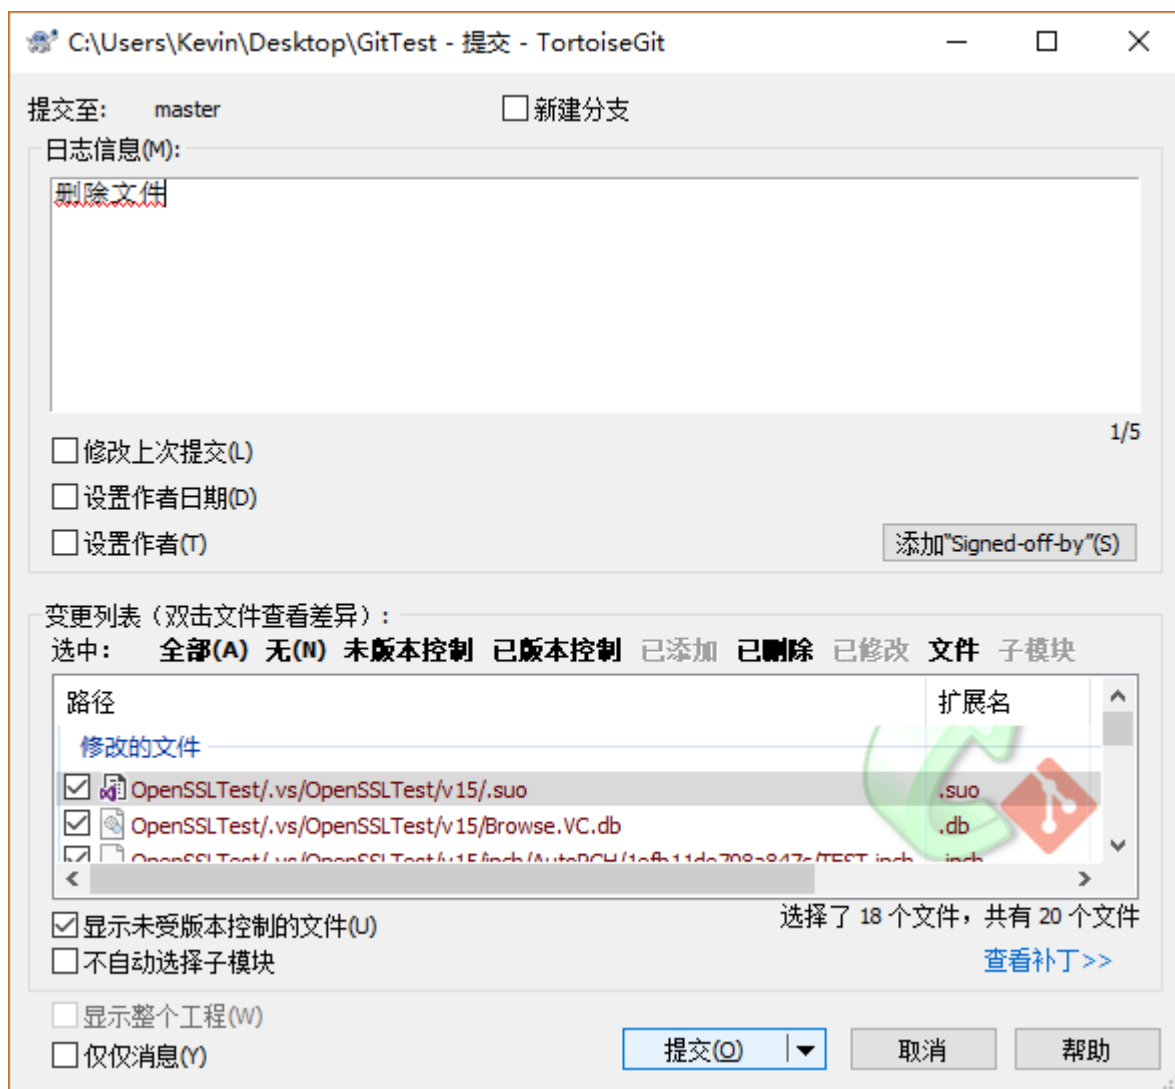 C:\Users\Kevin\Desktop\GitTest - 提交 - TortoiseGit
提交至: master 新建分支
日志信息(M):
删除文件
1/5
修改上次提交(L)
设置作者日期(D)
设置作者(T)
添加"Signed-off-by"(S)
变更列表（双击文件查看差异）:
选中: 全部(A) 无(N) 未版本控制 已版本控制 已添加 已删除 已修改 文件 子模块
路径 扩展名
修改的文件
OpenSSLTest/.vs/OpenSSLTest/v15/.suo .suo
OpenSSLTest/.vs/OpenSSLTest/v15/Browse.VC.db .db
选择了 18 个文件，共有 20 个文件
显示未受版本控制的文件(U)
不自动选择子模块
查看补丁>>
显示整个工程(W)
仅仅消息(Y)
提交(O) 取消 帮助